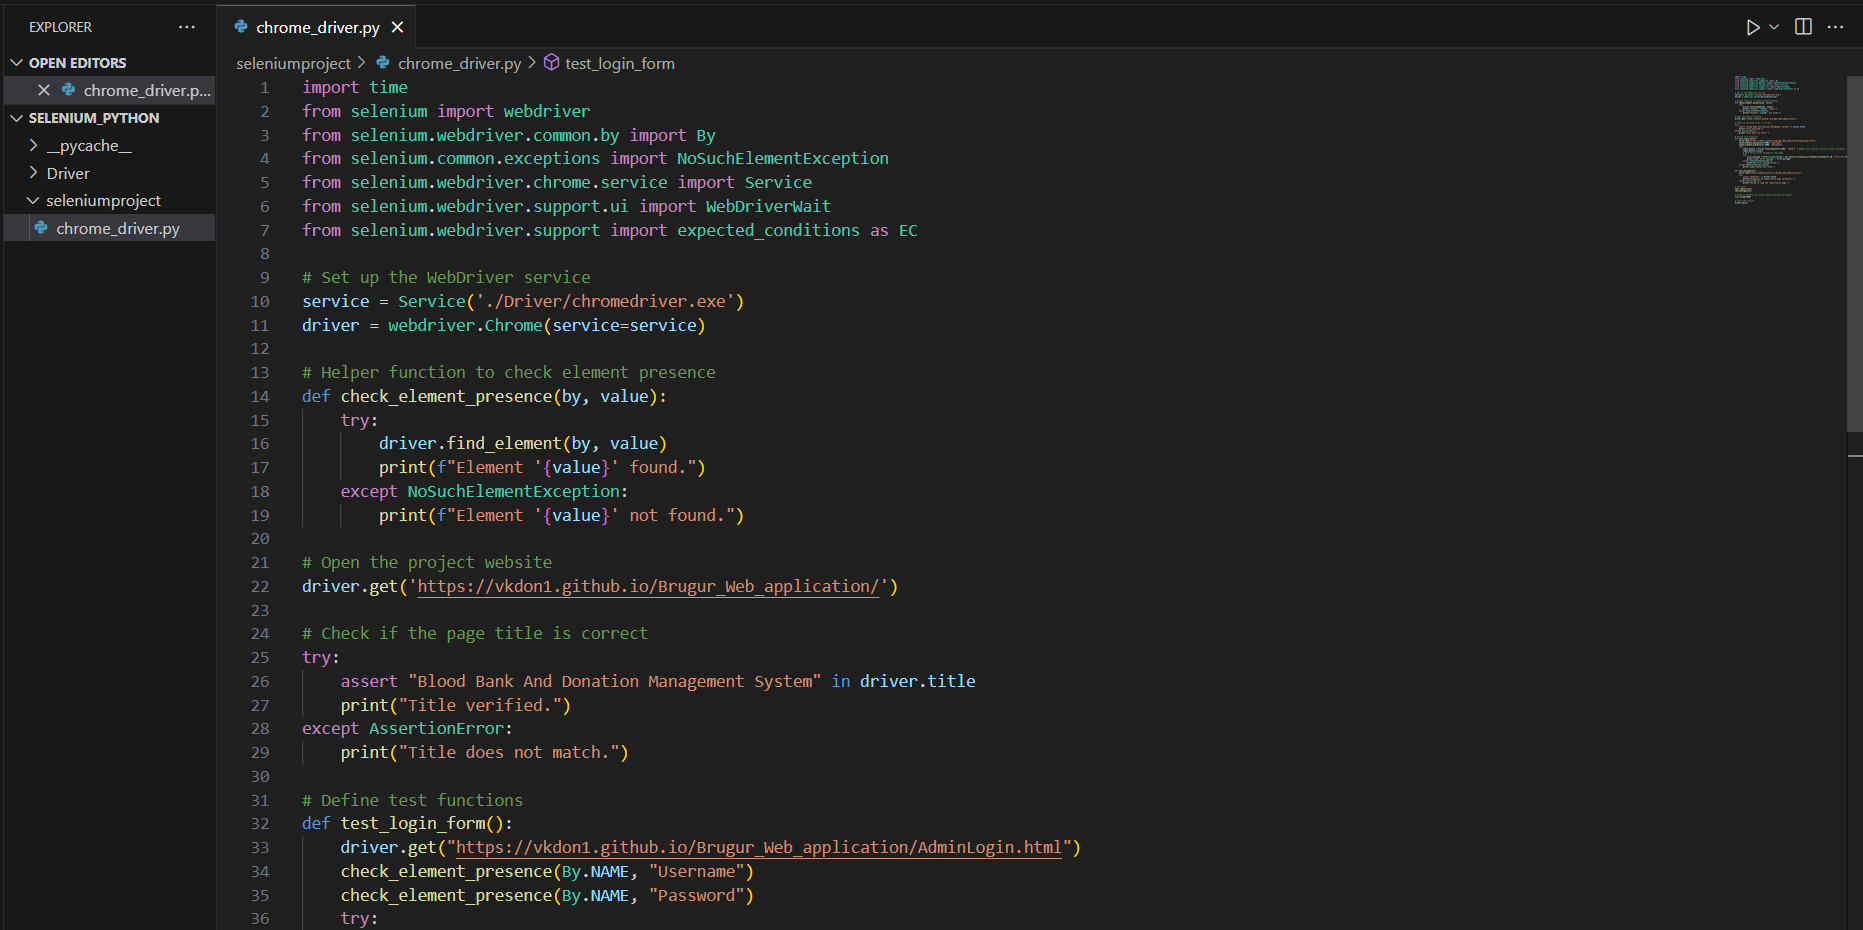 EXPLORER
OPEN EDITORS
chrome_driver.p...
SELENIUM_PYTHON
__pycache__
Driver
seleniumproject
chrome_driver.py
chrome_driver.py
seleniumproject > chrome_driver.py > test_login_form
1 import time
2 from selenium import webdriver
3 from selenium.webdriver.common.by import By
4 from selenium.common.exceptions import NoSuchElementException
5 from selenium.webdriver.chrome.service import Service
6 from selenium.webdriver.support.ui import WebDriverWait
7 from selenium.webdriver.support import expected_conditions as EC
8
9 # Set up the WebDriver service
10 service = Service('./Driver/chromedriver.exe')
11 driver = webdriver.Chrome(service=service)
12
13 # Helper function to check element presence
14 def check_element_presence(by, value):
15     try:
16         driver.find_element(by, value)
17         print(f"Element '{value}' found.")
18     except NoSuchElementException:
19         print(f"Element '{value}' not found.")
20
21 # Open the project website
22 driver.get('https://vkdon1.github.io/Brugur_Web_application/')
23
24 # Check if the page title is correct
25 try:
26     assert "Blood Bank And Donation Management System" in driver.title
27     print("Title verified.")
28 except AssertionError:
29     print("Title does not match.")
30
31 # Define test functions
32 def test_login_form():
33     driver.get("https://vkdon1.github.io/Brugur_Web_application/AdminLogin.html")
34     check_element_presence(By.NAME, "Username")
35     check_element_presence(By.NAME, "Password")
36     try: